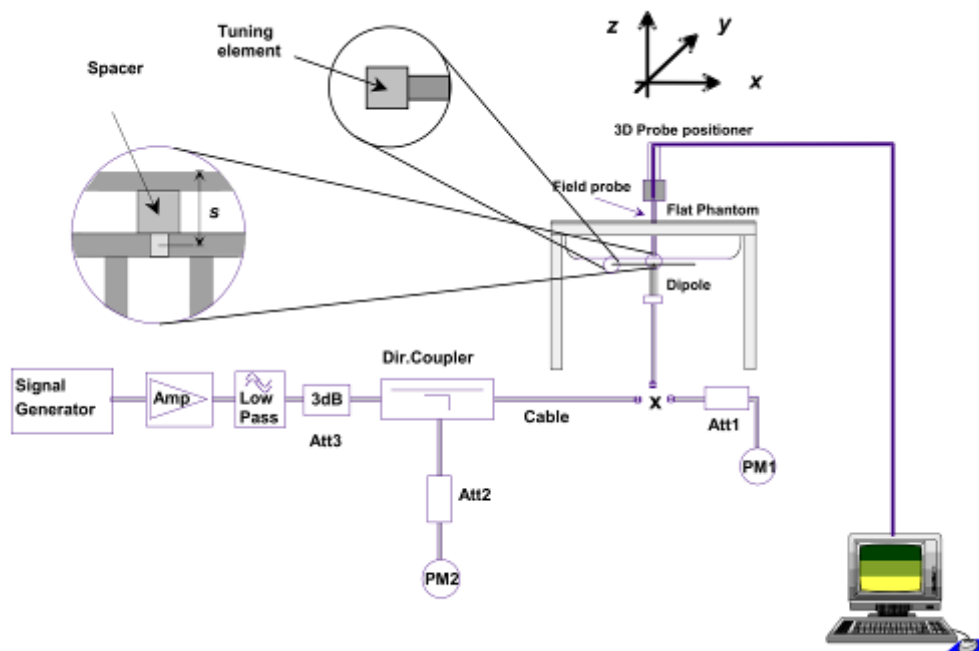 Tuning
element
Spacer
s
z
y
x
3D Probe positioner
Field probe
Flat Phantom
Dipole
Signal
Generator
Amp
Low
Pass
3dB
Att3
Dir.Coupler
Cable
x
Att1
PM1
Att2
PM2